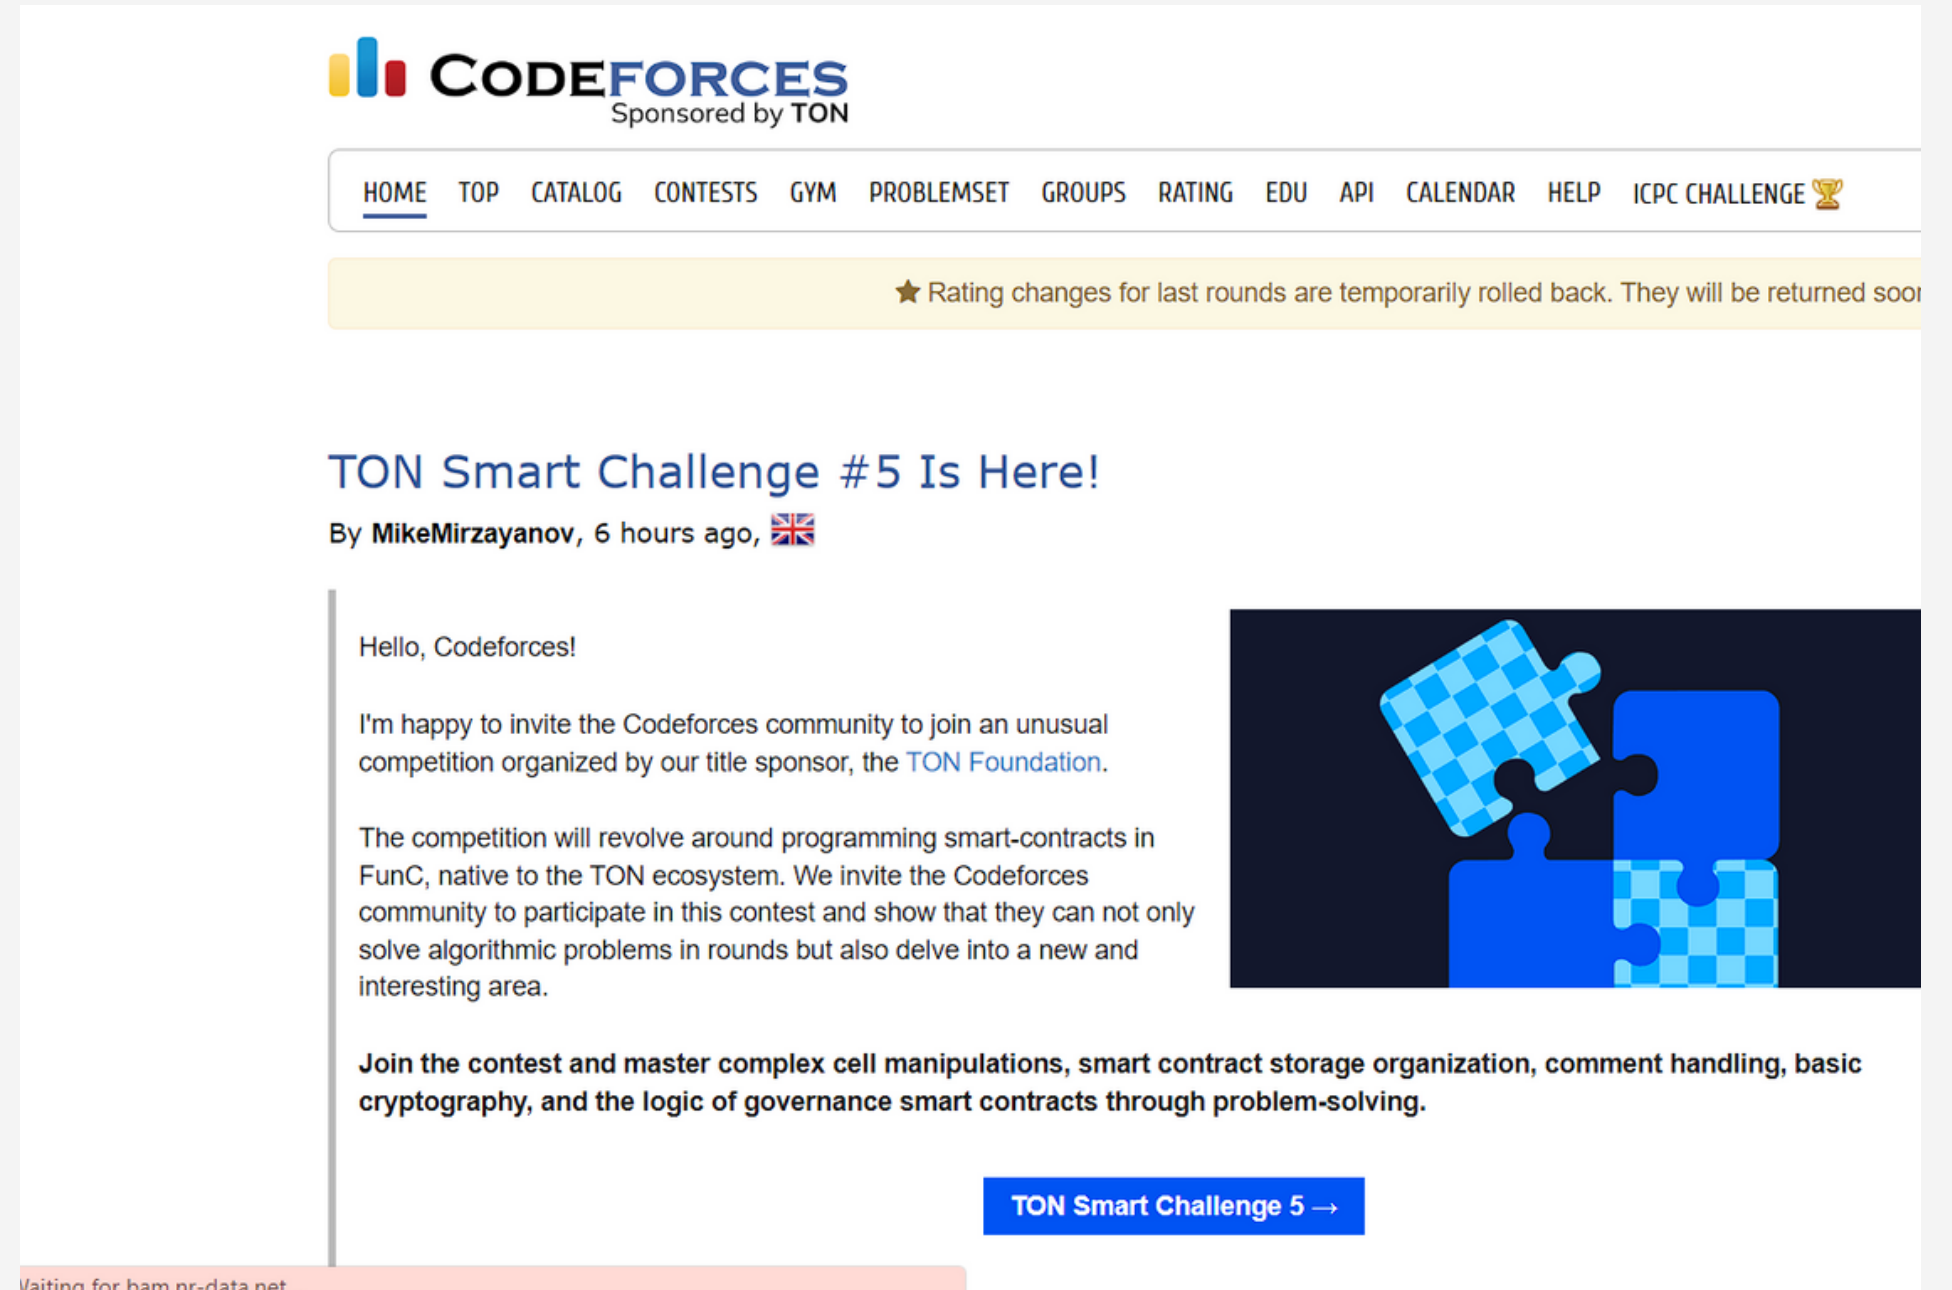 CODEFORCES
Sponsored by TON
HOME TOP CATALOG CONTESTS GYM PROBLEMSET GROUPS RATING EDU API CALENDAR HELP ICPC CHALLENGE
Rating changes for last rounds are temporarily rolled back. They will be returned soon
TON Smart Challenge #5 Is Here!
By MikeMirzayanov, 6 hours ago,
Hello, Codeforces!
I'm happy to invite the Codeforces community to join an unusual
competition organized by our title sponsor, the TON Foundation.
The competition will revolve around programming smart-contracts in
FunC, native to the TON ecosystem. We invite the Codeforces
community to participate in this contest and show that they can not only
solve algorithmic problems in rounds but also delve into a new and
interesting area.
Join the contest and master complex cell manipulations, smart contract storage organization, comment handling, basic
cryptography, and the logic of governance smart contracts through problem-solving.
TON Smart Challenge 5 →
Waiting for bam.nr-data.net